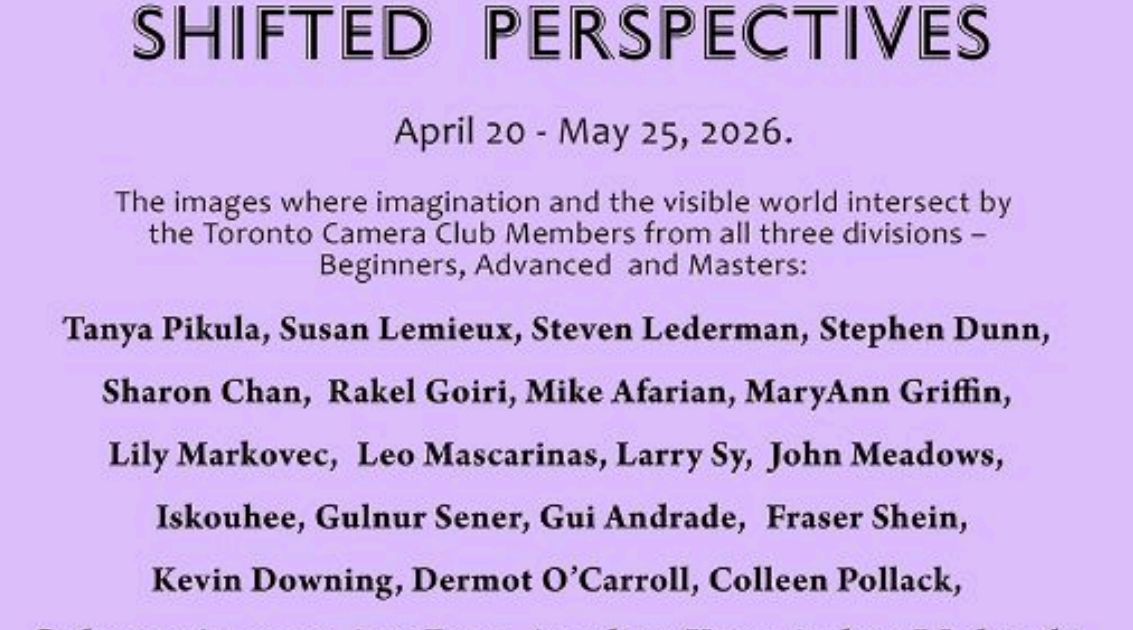 SHIFTED PERSPECTIVES
April 20 - May 25, 2026.
The images where imagination and the visible world intersect by
the Toronto Camera Club Members from all three divisions –
Beginners, Advanced and Masters:
Tanya Pikula, Susan Lemieux, Steven Lederman, Stephen Dunn,
Sharon Chan, Rakel Goiri, Mike Afarian, MaryAnn Griffin,
Lily Markovec, Leo Mascarinas, Larry Sy, John Meadows,
Iskouhee, Gulnur Sener, Gui Andrade, Fraser Shein,
Kevin Downing, Dermot O’Carroll, Colleen Pollack,